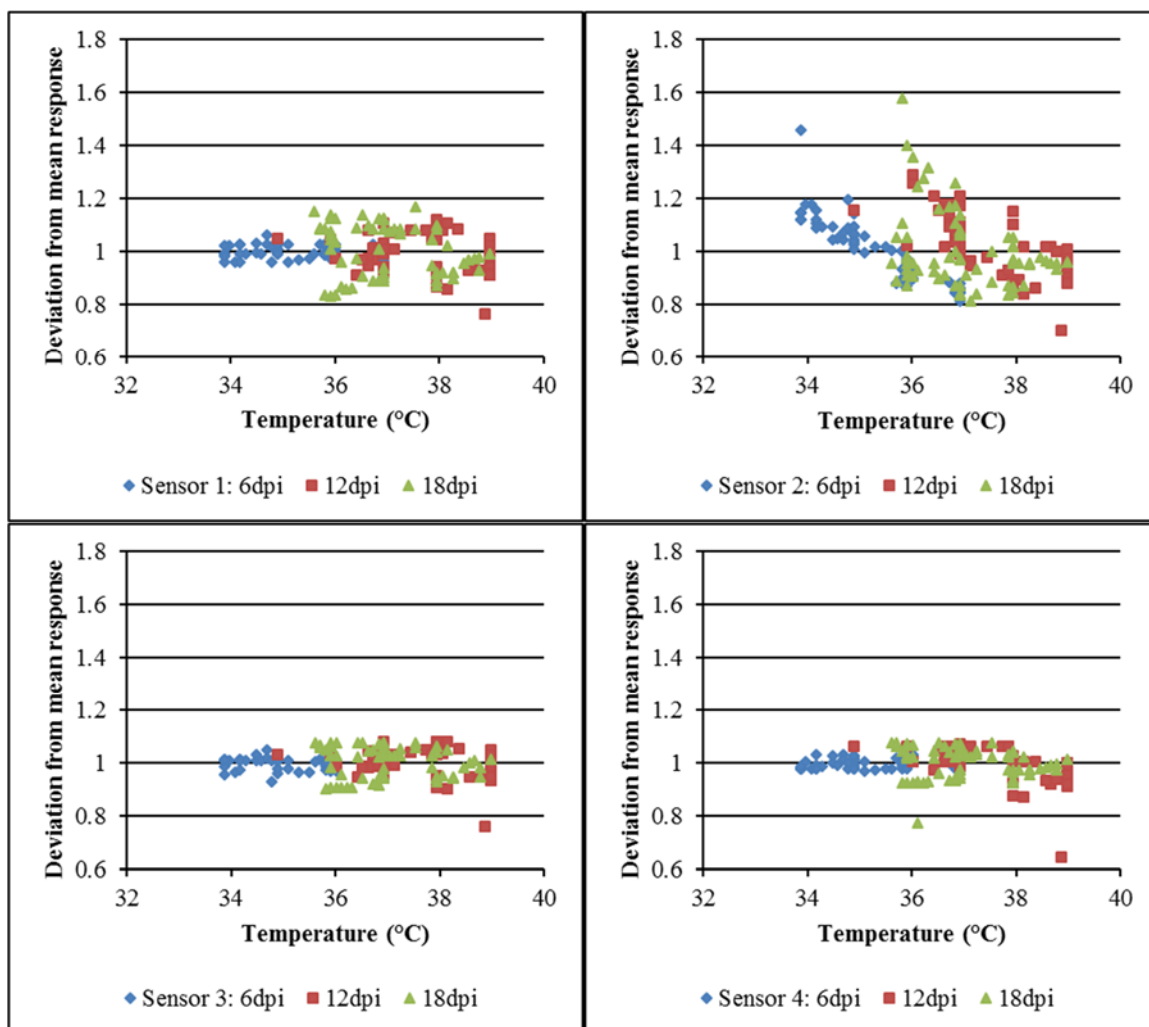 1.8
1.6
1.4
1.2
1
0.8
0.6
Deviation from mean response
32 34 36 38 40
Temperature (°C)
Sensor 1: 6dpi 12dpi 18dpi
1.8
1.6
1.4
1.2
1
0.8
0.6
Deviation from mean response
32 34 36 38 40
Temperature (°C)
Sensor 2: 6dpi 12dpi 18dpi
1.8
1.6
1.4
1.2
1
0.8
0.6
Deviation from mean response
32 34 36 38 40
Temperature (°C)
Sensor 3: 6dpi 12dpi 18dpi
1.8
1.6
1.4
1.2
1
0.8
0.6
Deviation from mean response
32 34 36 38 40
Temperature (°C)
Sensor 4: 6dpi 12dpi 18dpi